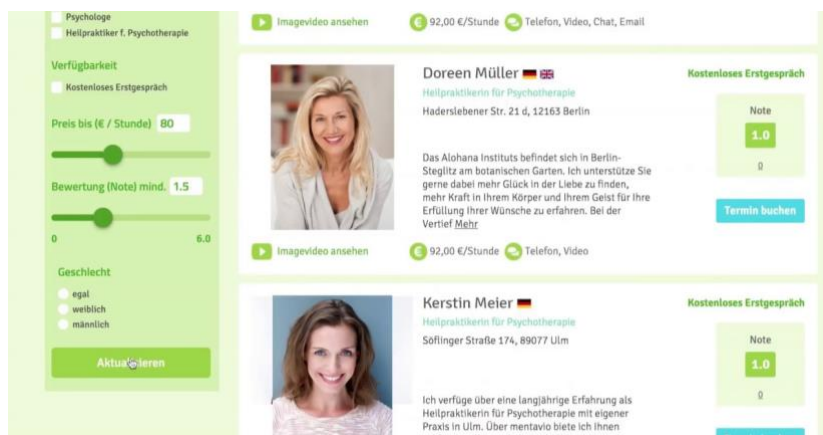 Psychologe
Heilpraktiker f. Psychotherapie
Verfügbarkeit
Kostenloses Erstgespräch
Preis bis (€ / Stunde) 80
Bewertung (Note) mind. 1.5
0 6.0
Geschlecht
egal
weiblich
männlich
Aktualisieren
Imagevideo ansehen € 92,00 €/Stunde Telefon, Video, Chat, Email
Doreen Müller
Heilpraktikerin für Psychotherapie
Haderslebener Str. 21 d, 12163 Berlin
Das Alohana Instituts befindet sich in Berlin-
Steglitz am botanischen Garten. Ich unterstütze Sie
gerne dabei mehr Glück in der Liebe zu finden,
mehr Kraft in Ihrem Körper und Ihrem Geist für Ihre
Erfüllung Ihrer Wünsche zu erfahren. Bei der
Vertief Mehr
Kostenloses Erstgespräch
Note
1.0
0
Termin buchen
Imagevideo ansehen € 92,00 €/Stunde Telefon, Video
Kerstin Meier
Heilpraktikerin für Psychotherapie
Söflinger Straße 174, 89077 Ulm
Ich verfüge über eine langjährige Erfahrung als
Heilpraktikerin für Psychotherapie mit eigener
Praxis in Ulm. Über mentavio biete ich Ihnen
Kostenloses Erstgespräch
Note
1.0
0